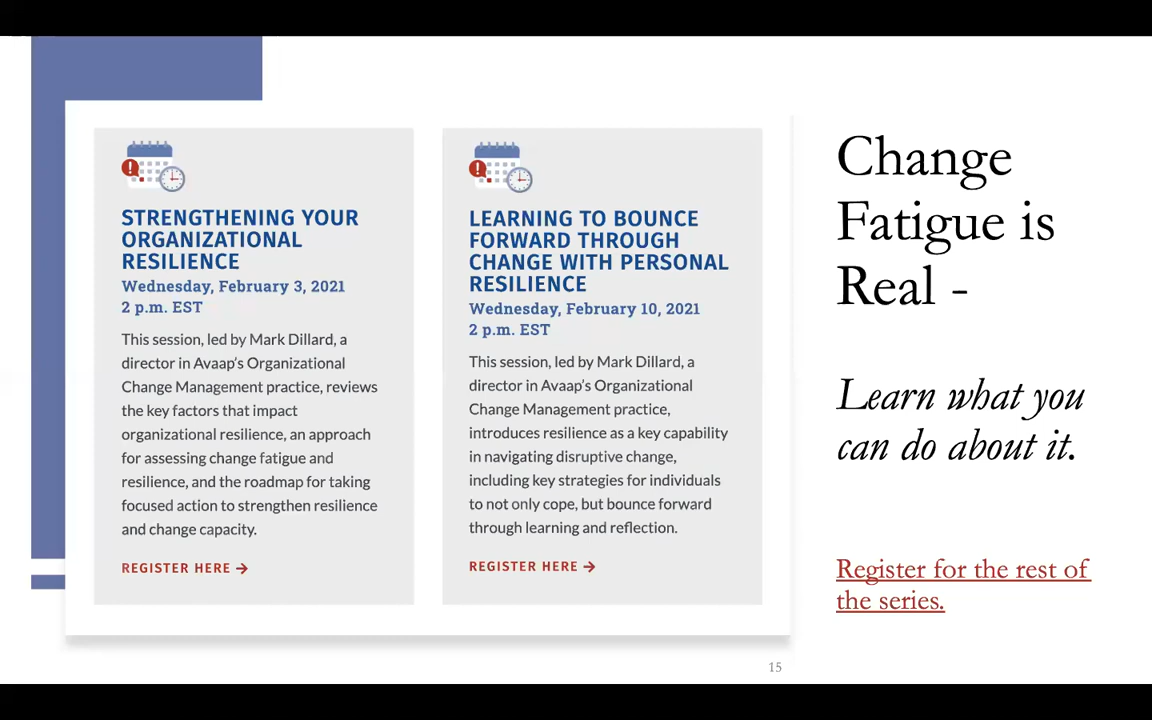 STRENGTHENING YOUR
ORGANIZATIONAL
RESILIENCE
Wednesday, February 3, 2021
2 p.m. EST
This session, led by Mark Dillard, a
director in Avaap's Organizational
Change Management practice, reviews
the key factors that impact
organizational resilience, an approach
for assessing change fatigue and
resilience, and the roadmap for taking
focused action to strengthen resilience
and change capacity.
REGISTER HERE →
LEARNING TO BOUNCE
FORWARD THROUGH
CHANGE WITH PERSONAL
RESILIENCE
Wednesday, February 10, 2021
2 p.m. EST
This session, led by Mark Dillard, a
director in Avaap's Organizational
Change Management practice,
introduces resilience as a key capability
in navigating disruptive change,
including key strategies for individuals
to not only cope, but bounce forward
through learning and reflection.
REGISTER HERE →
Change
Fatigue is
Real -
Learn what you
can do about it.
Register for the rest of
the series.
15